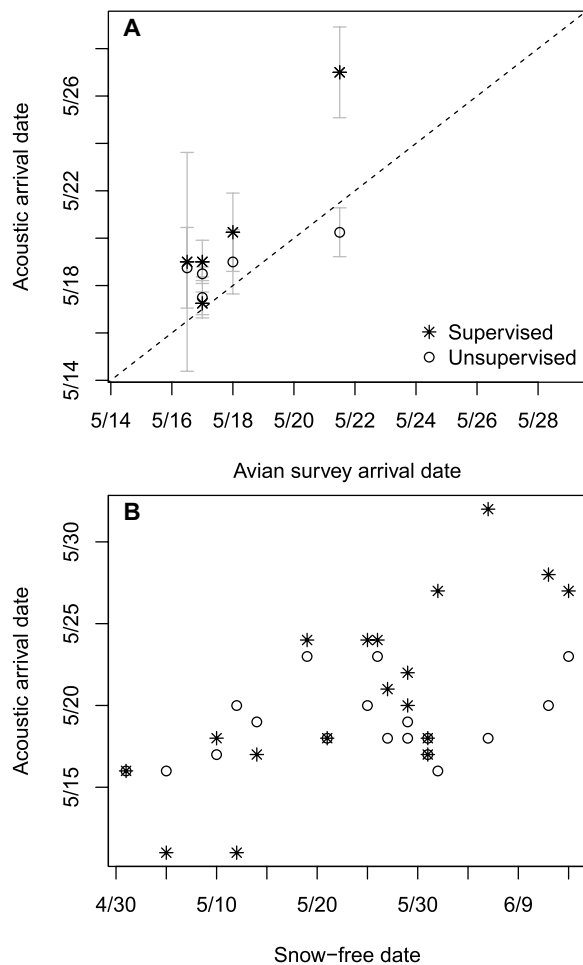 A
Acoustic arrival date
5/26
5/22
5/18
5/14
Supervised
Unsupervised
5/14 5/16 5/18 5/20 5/22 5/24 5/26 5/28
Avian survey arrival date
B
Acoustic arrival date
5/30
5/25
5/20
5/15
4/30 5/10 5/20 5/30 6/9
Snow−free date